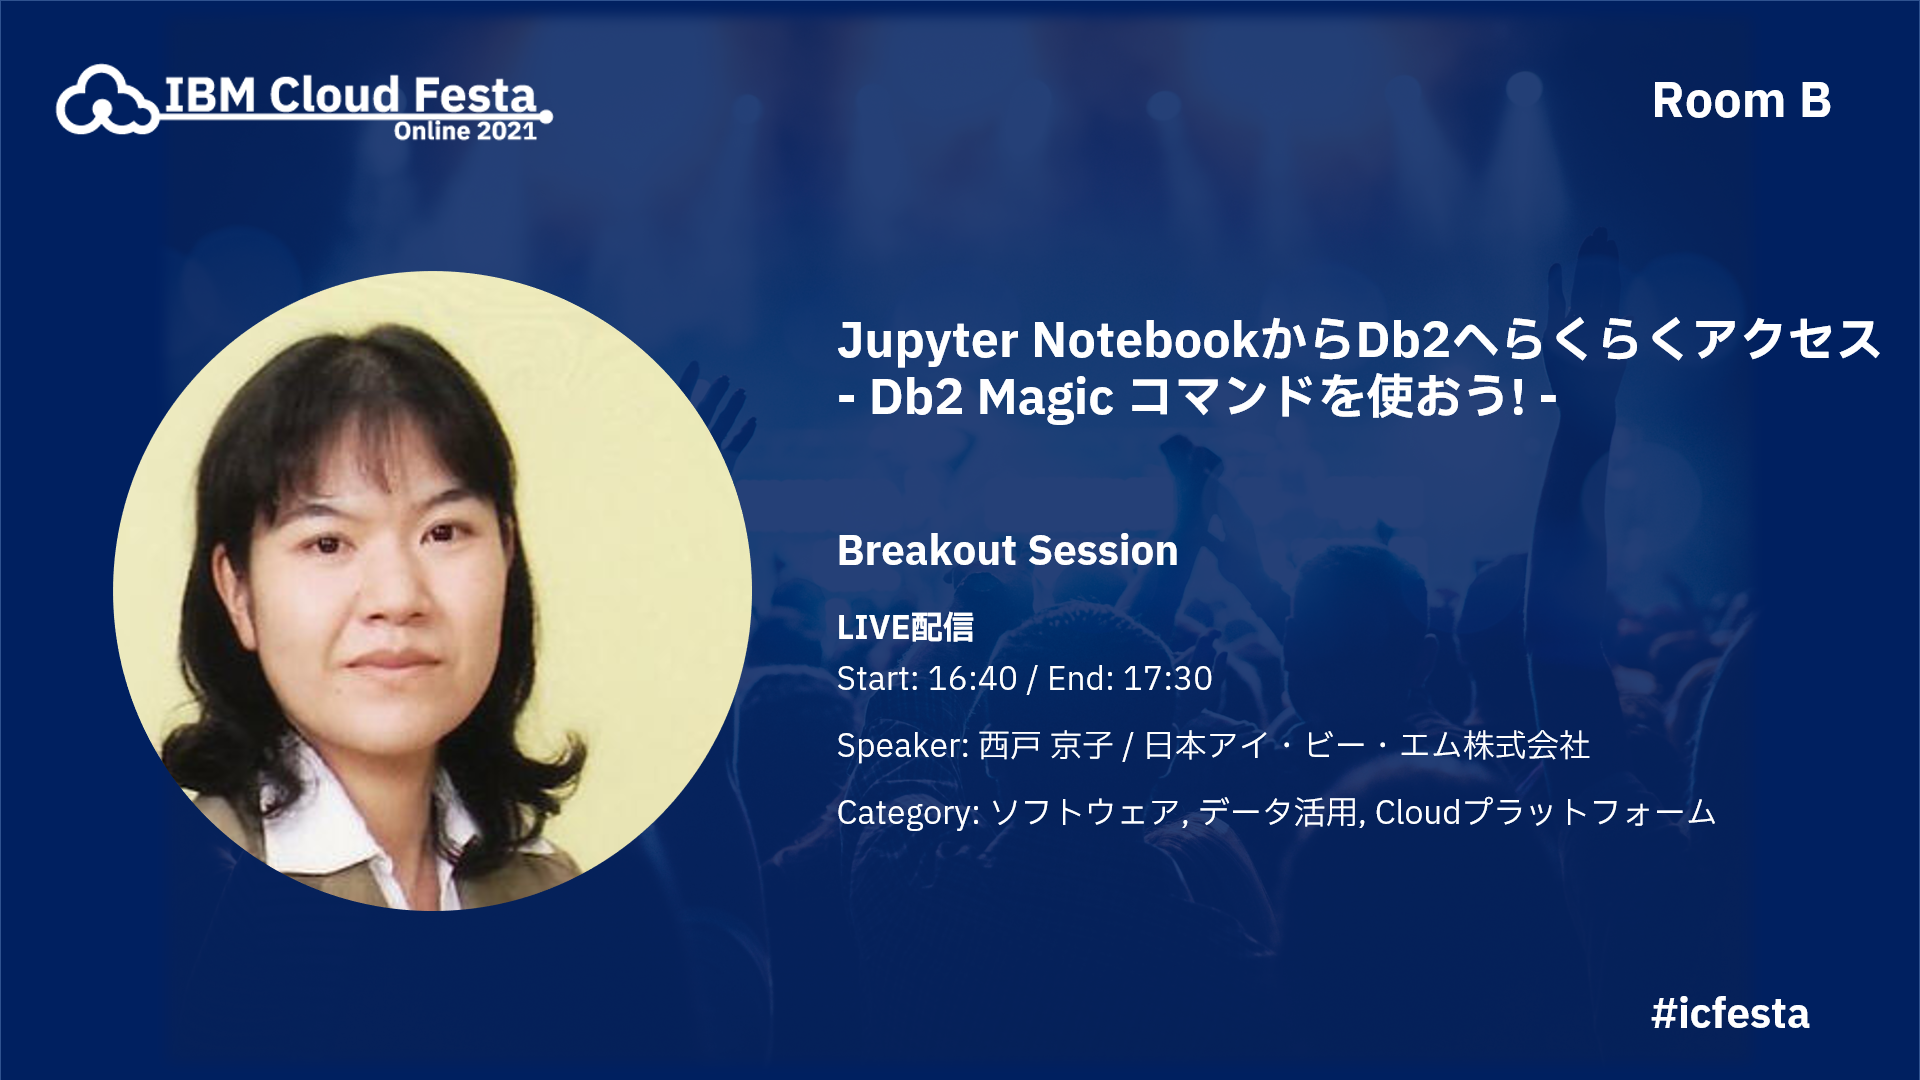 IBM Cloud Festa
Online 2021
Room B
Jupyter NotebookからDb2へらくらくアクセス
- Db2 Magic コマンドを使おう! -
Breakout Session
LIVE配信
Start: 16:40 / End: 17:30
Speaker: 西戸 京子 / 日本アイ・ビー・エム株式会社
Category: ソフトウェア, データ活用, Cloudプラットフォーム
#icfesta